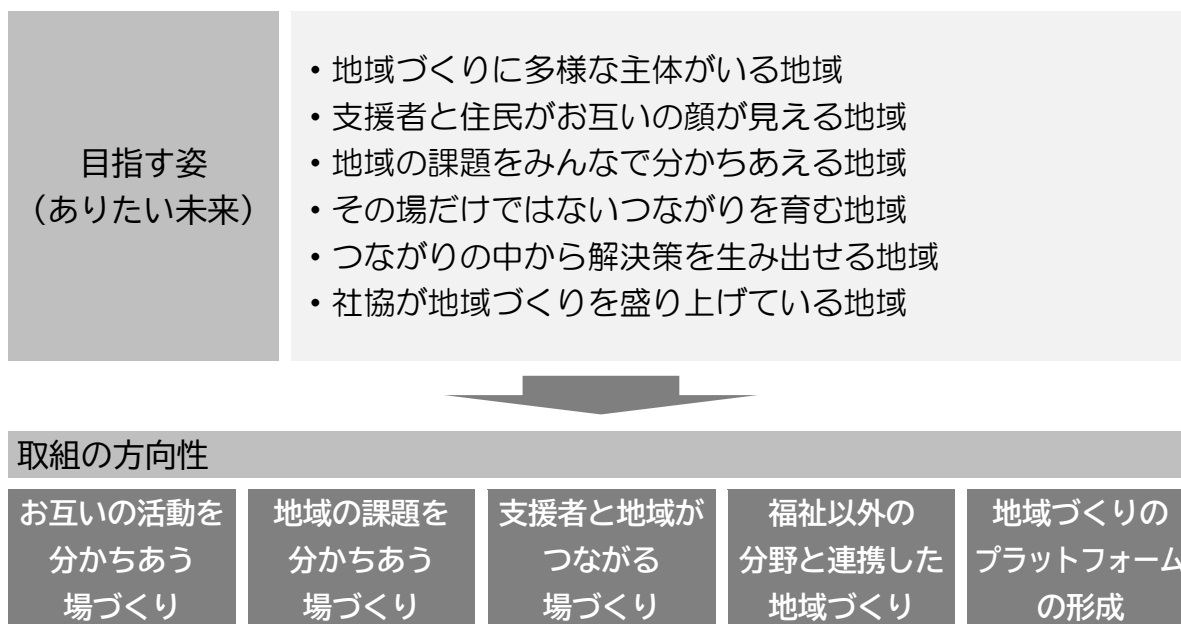 目指す姿
（ありたい未来）
・地域づくりに多様な主体がいる地域
・支援者と住民がお互いの顔が見える地域
・地域の課題をみんなで分かちあえる地域
・その場だけではないつながりを育む地域
・つながりの中から解決策を生み出せる地域
・社協が地域づくりを盛り上げている地域
取組の方向性
お互いの活動を
分かちあう
場づくり
地域の課題を
分かちあう
場づくり
支援者と地域が
つながる
場づくり
福祉以外の
分野と連携した
地域づくり
地域づくりの
プラットフォーム
の形成